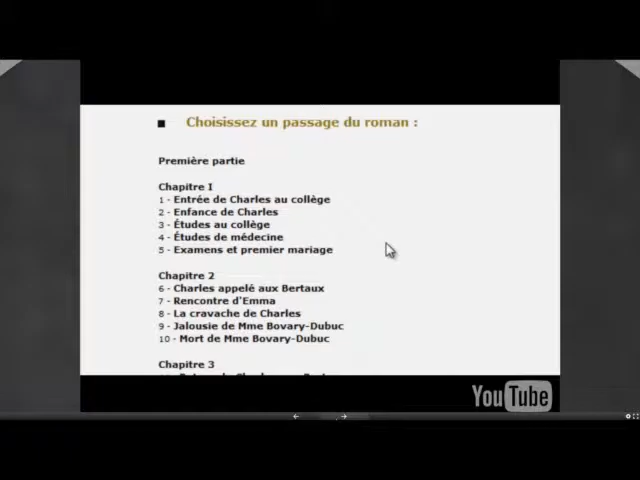 Choisissez un passage du roman :
Première partie
Chapitre I
1 - Entrée de Charles au collège
2 - Enfance de Charles
3 - Études au collège
4 - Études de médecine
5 - Examens et premier mariage
Chapitre 2
6 - Charles appelé aux Bertaux
7 - Rencontre d'Emma
8 - La cravache de Charles
9 - Jalousie de Mme Bovary-Dubuc
10 - Mort de Mme Bovary-Dubuc
Chapitre 3
YouTube